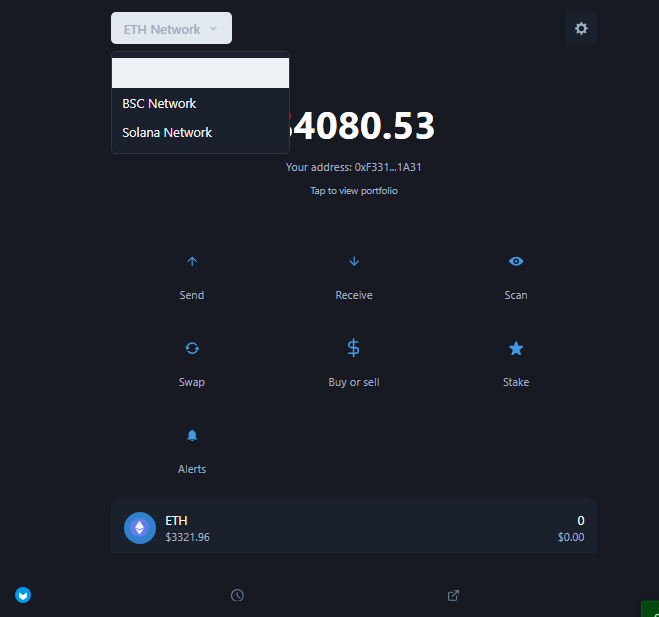 ETH Network
BSC Network
Solana Network
$4080.53
Your address: 0xF331...1A31
Tap to view portfolio
Send
Receive
Scan
Swap
Buy or sell
Stake
Alerts
ETH
0
$3321.96
$0.00